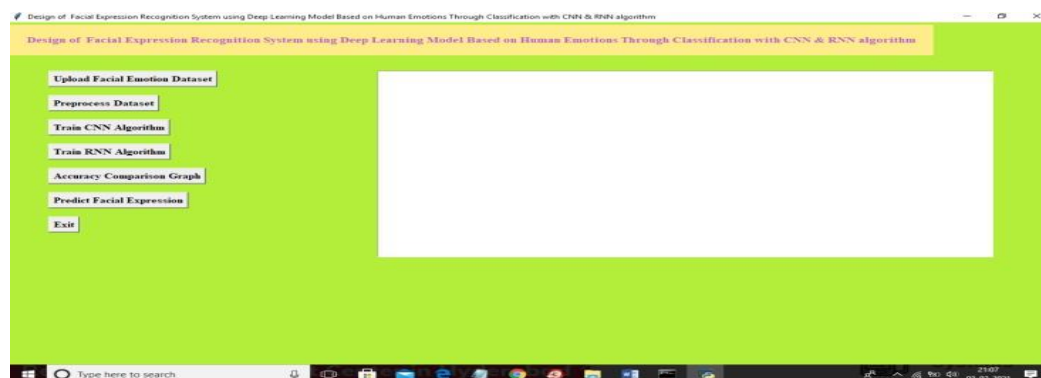 Design of Facial Expression Recognition System using Deep Learning Model Based on Human Emotions Through Classification with CNN & RNN algorithm
Design of Facial Expression Recognition System using Deep Learning Model Based on Human Emotions Through Classification with CNN & RNN algorithm
Upload Facial Emotion Dataset
Preprocess Dataset
Train CNN Algorithm
Train RNN Algorithm
Accuracy Comparison Graph
Predict Facial Expression
Exit
Type here to search
21:07